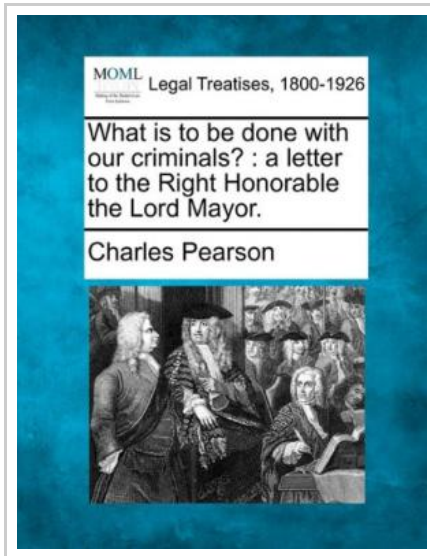 MOML
Legal Treatises, 1800-1926
What is to be done with
our criminals? : a letter
to the Right Honorable
the Lord Mayor.
Charles Pearson